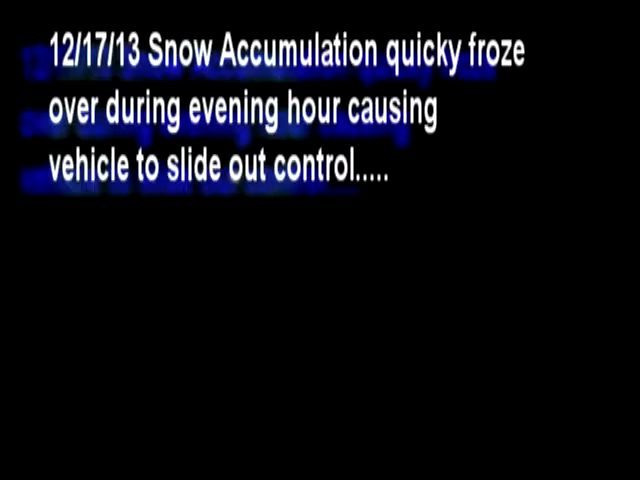 12/17/13 Snow Accumulation quicky froze
over during evening hour causing
vehicle to slide out control.....